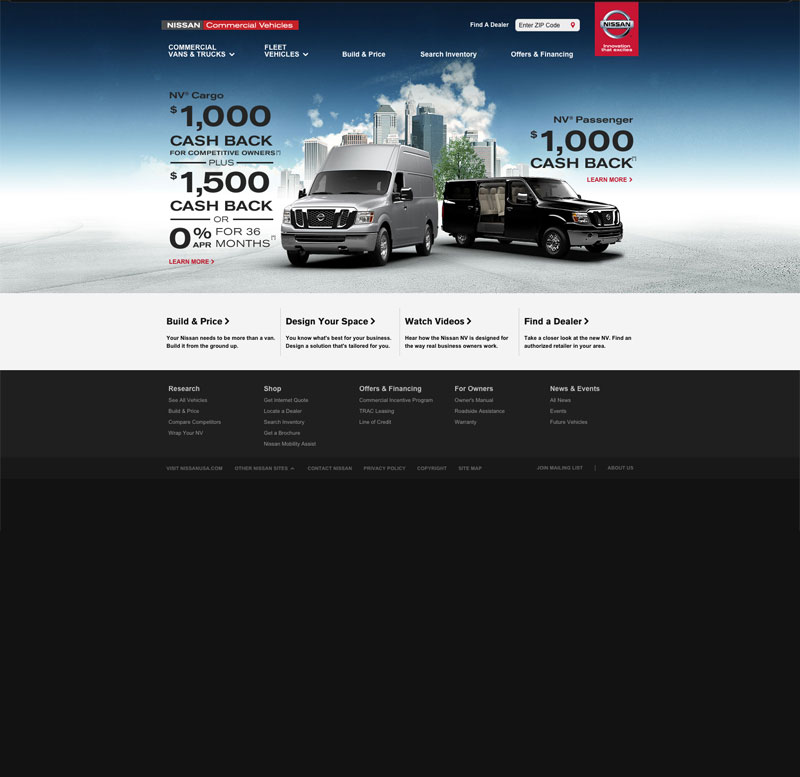 NISSAN Commercial Vehicles
Find A Dealer
Enter ZIP Code
NISSAN
Innovation
that excites
COMMERCIAL
VANS & TRUCKS
FLEET
VEHICLES
Build & Price
Search Inventory
Offers & Financing
NV® Cargo
$1,000
CASH BACK
FOR COMPETITIVE OWNERS[*]
PLUS
$1,500
CASH BACK
OR
0% APR FOR 36
MONTHS[*]
LEARN MORE >
NV® Passenger
$1,000
CASH BACK[*]
LEARN MORE >
Build & Price >
Your Nissan needs to be more than a van.
Build it from the ground up.
Design Your Space >
You know what's best for your business.
Design a solution that's tailored for you.
Watch Videos >
Hear how the Nissan NV is designed for
the way real business owners work.
Find a Dealer >
Take a closer look at the new NV. Find an
authorized retailer in your area.
Research
See All Vehicles
Build & Price
Compare Competitors
Wrap Your NV
Shop
Get Internet Quote
Locate a Dealer
Search Inventory
Get a Brochure
Nissan Mobility Assist
Offers & Financing
Commercial Incentive Program
TRAC Leasing
Line of Credit
For Owners
Owner's Manual
Roadside Assistance
Warranty
News & Events
All News
Events
Future Vehicles
VISIT NISSANUSA.COM
OTHER NISSAN SITES
CONTACT NISSAN
PRIVACY POLICY
COPYRIGHT
SITE MAP
JOIN MAILING LIST
|
ABOUT US